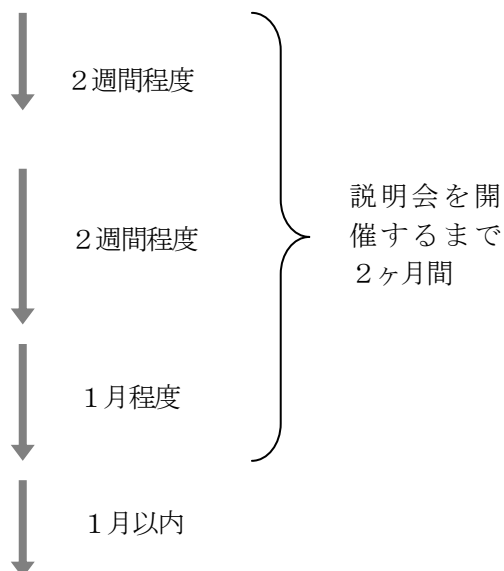 ２週間程度
２週間程度
説明会を開
催するまで
２ヶ月間
１月程度
１月以内